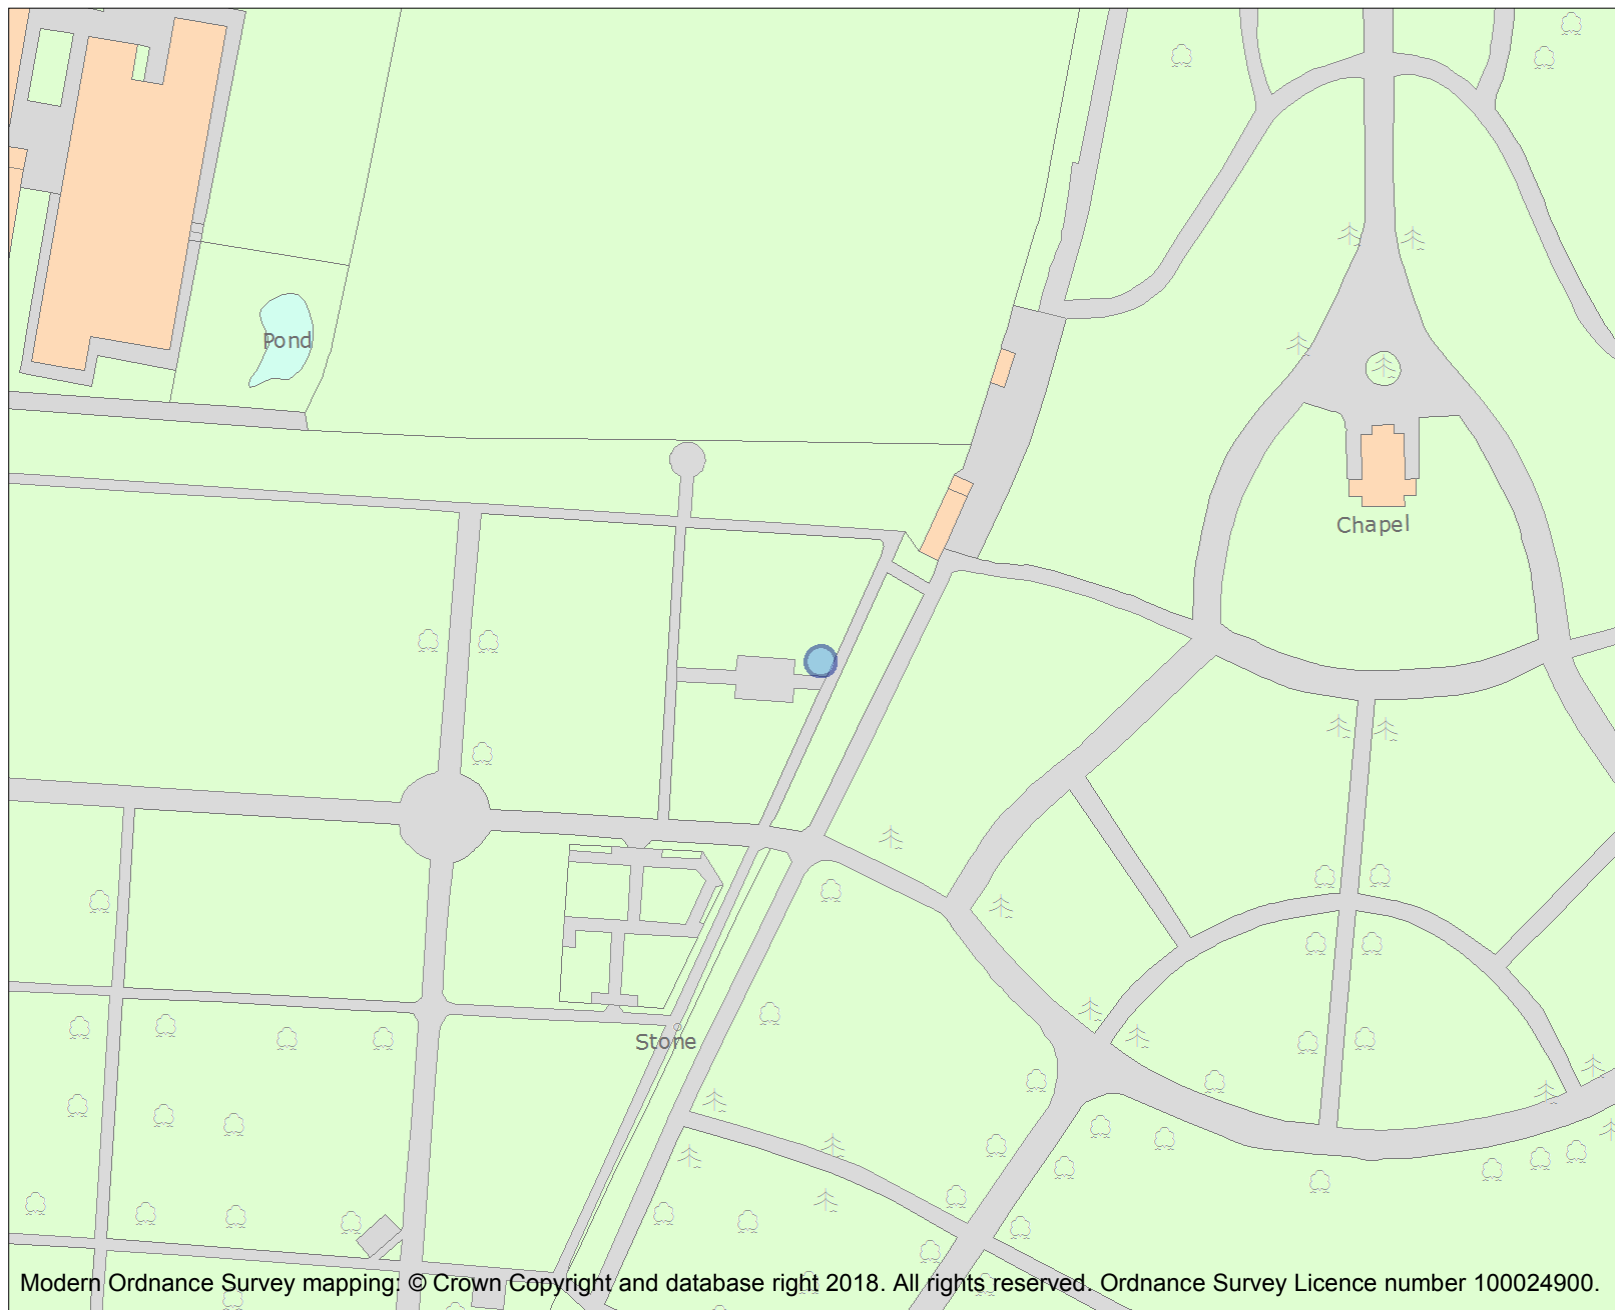 Pond
Chapel
Stone
Modern Ordnance Survey mapping: © Crown Copyright and database right 2018. All rights reserved. Ordnance Survey Licence number 100024900.